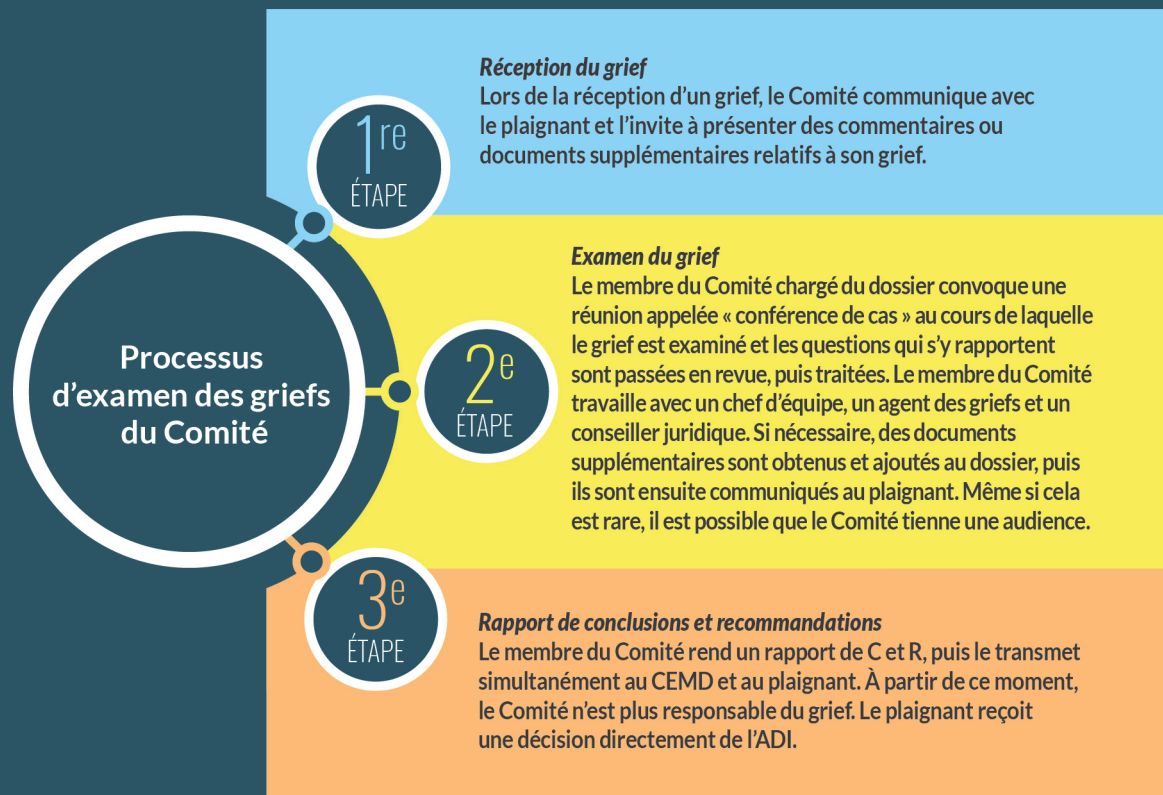 Processus
d'examen des griefs
du Comité
1re
ÉTAPE
Réception du grief
Lors de la réception d'un grief, le Comité communique avec
le plaignant et l'invite à présenter des commentaires ou
documents supplémentaires relatifs à son grief.
2e
ÉTAPE
Examen du grief
Le membre du Comité chargé du dossier convoque une
réunion appelée « conférence de cas » au cours de laquelle
le grief est examiné et les questions qui s'y rapportent
sont passées en revue, puis traitées. Le membre du Comité
travaille avec un chef d'équipe, un agent des griefs et un
conseiller juridique. Si nécessaire, des documents
supplémentaires sont obtenus et ajoutés au dossier, puis
ils sont ensuite communiqués au plaignant. Même si cela
est rare, il est possible que le Comité tienne une audience.
3e
ÉTAPE
Rapport de conclusions et recommandations
Le membre du Comité rend un rapport de C et R, puis le transmet
simultanément au CEMD et au plaignant. À partir de ce moment,
le Comité n'est plus responsable du grief. Le plaignant reçoit
une décision directement de l'ADI.